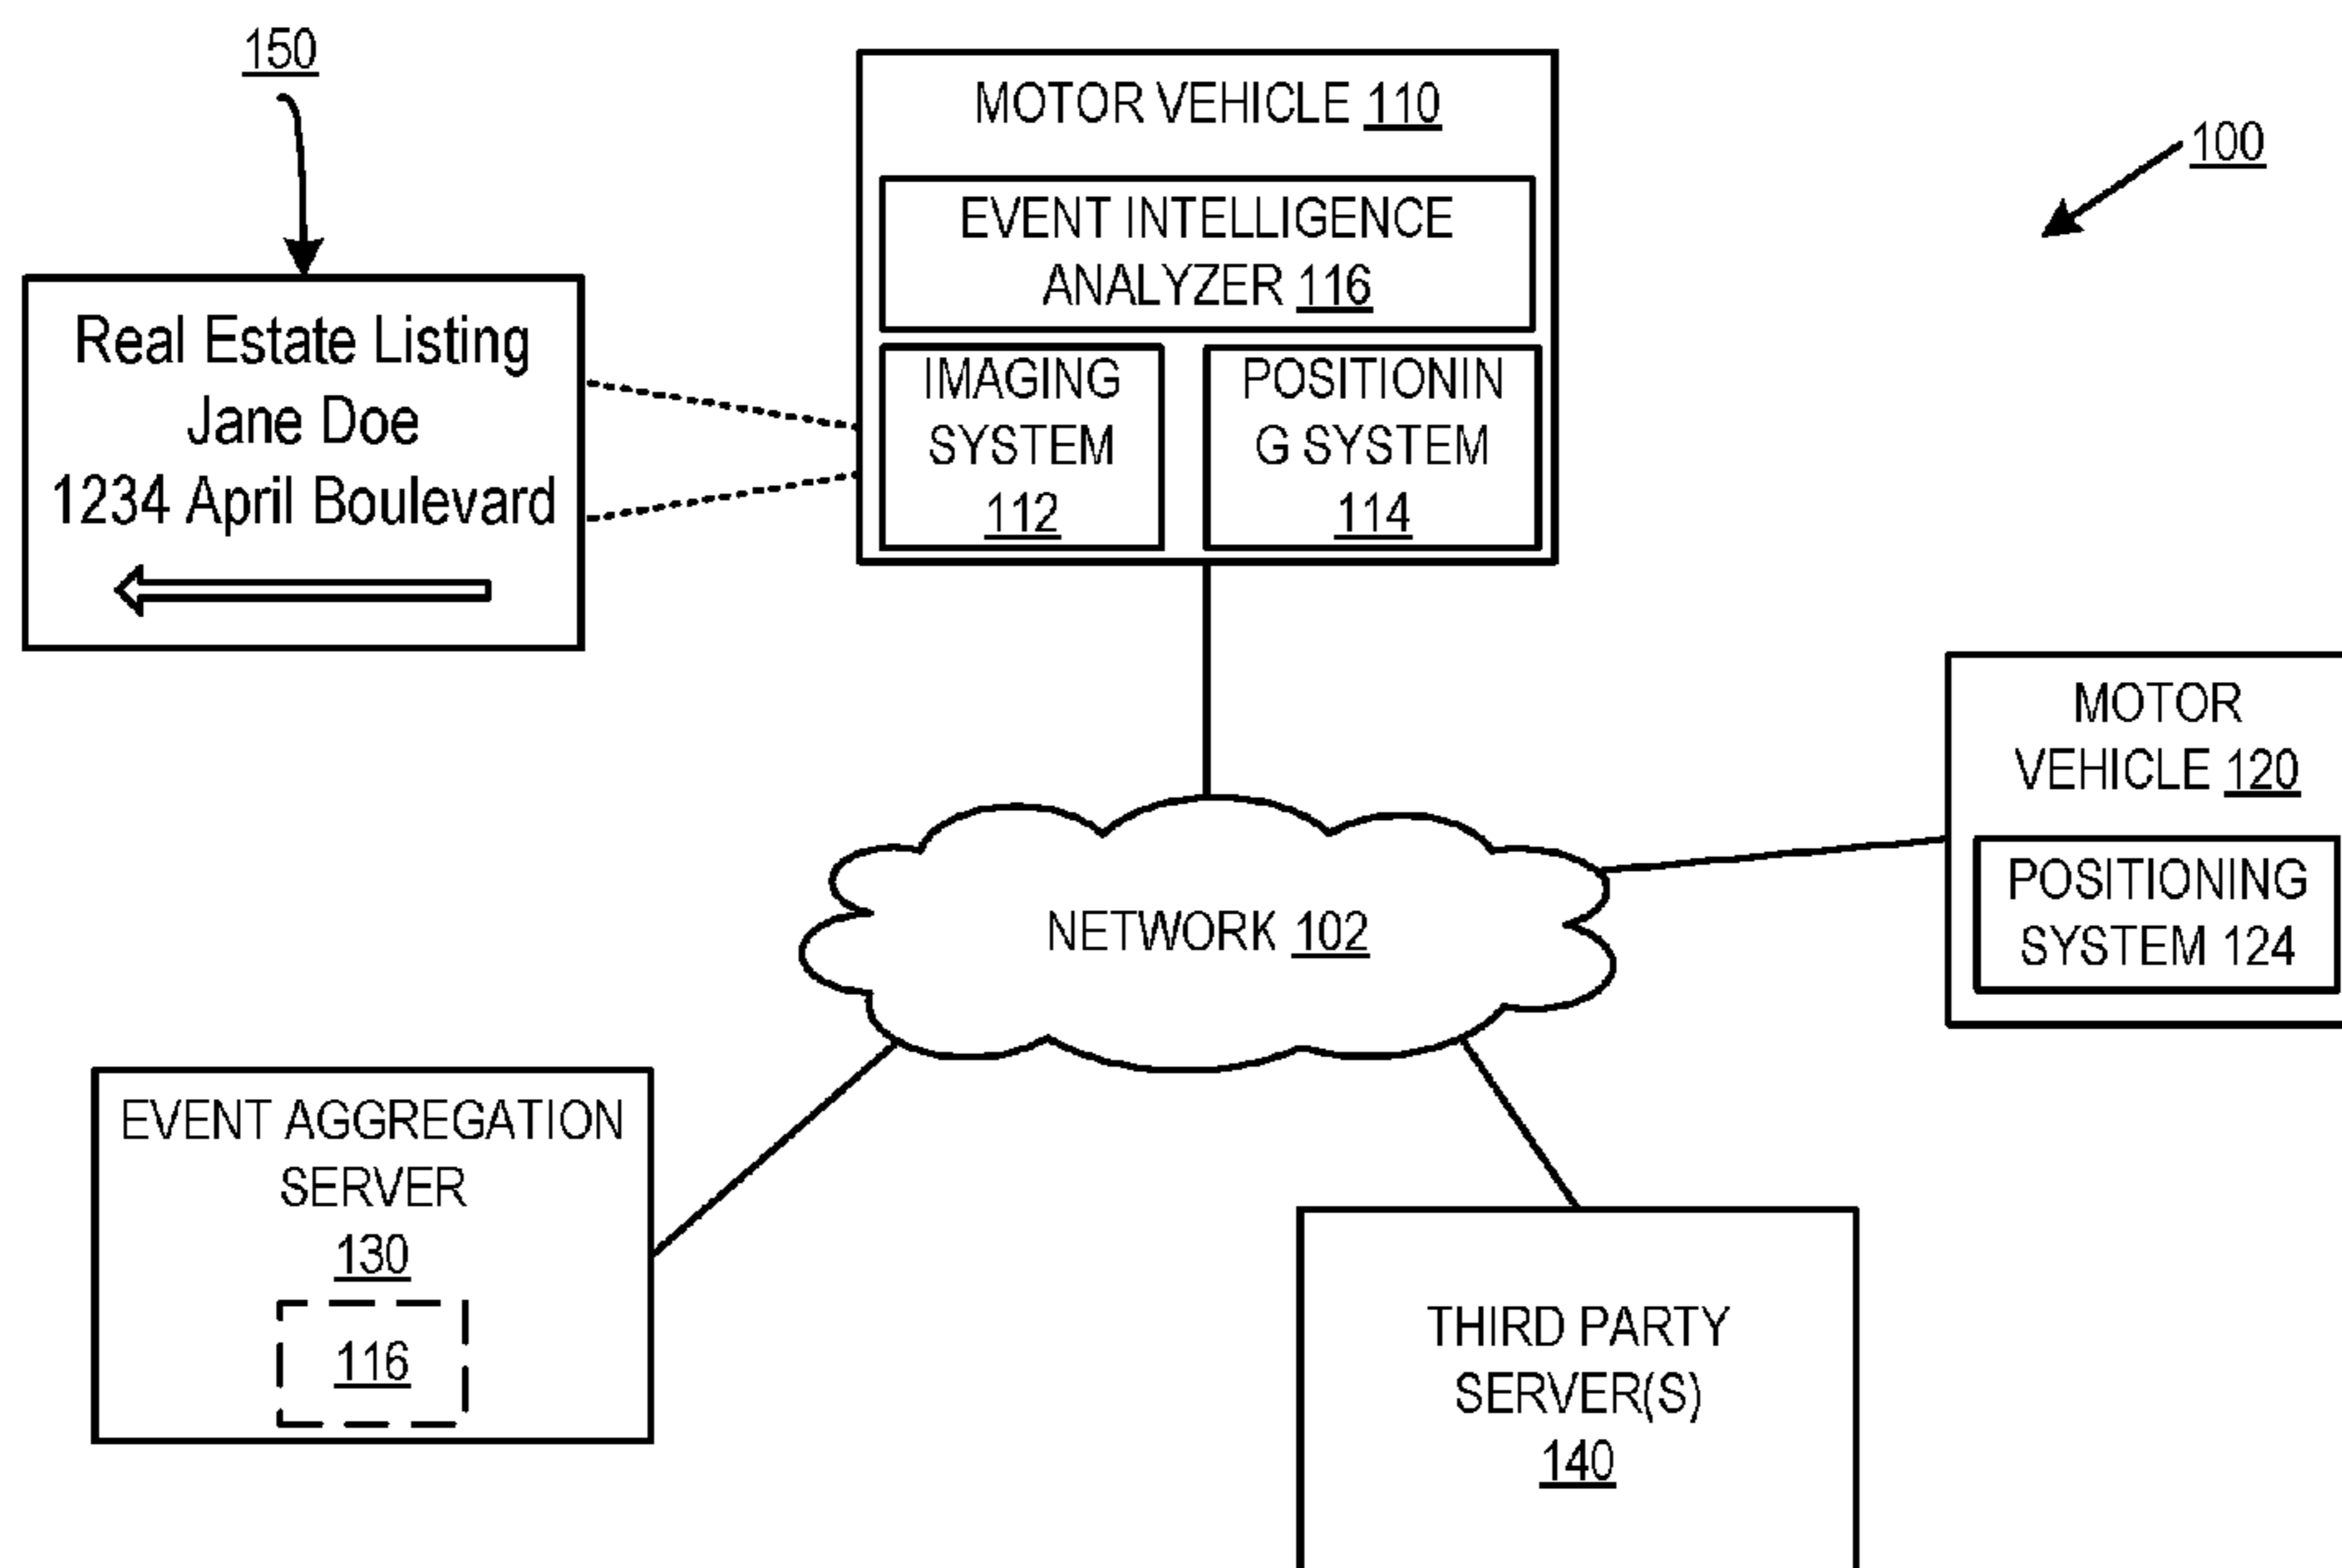 150
MOTOR VEHICLE 110
100
EVENT INTELLIGENCE
ANALYZER 116
Real Estate Listing
Jane Doe
1234 April Boulevard
IMAGING
SYSTEM
112
POSITIONIN
G SYSTEM
114
MOTOR
VEHICLE 120
POSITIONING
SYSTEM 124
NETWORK 102
EVENT AGGREGATION
SERVER
130
116
THIRD PARTY
SERVER(S)
140